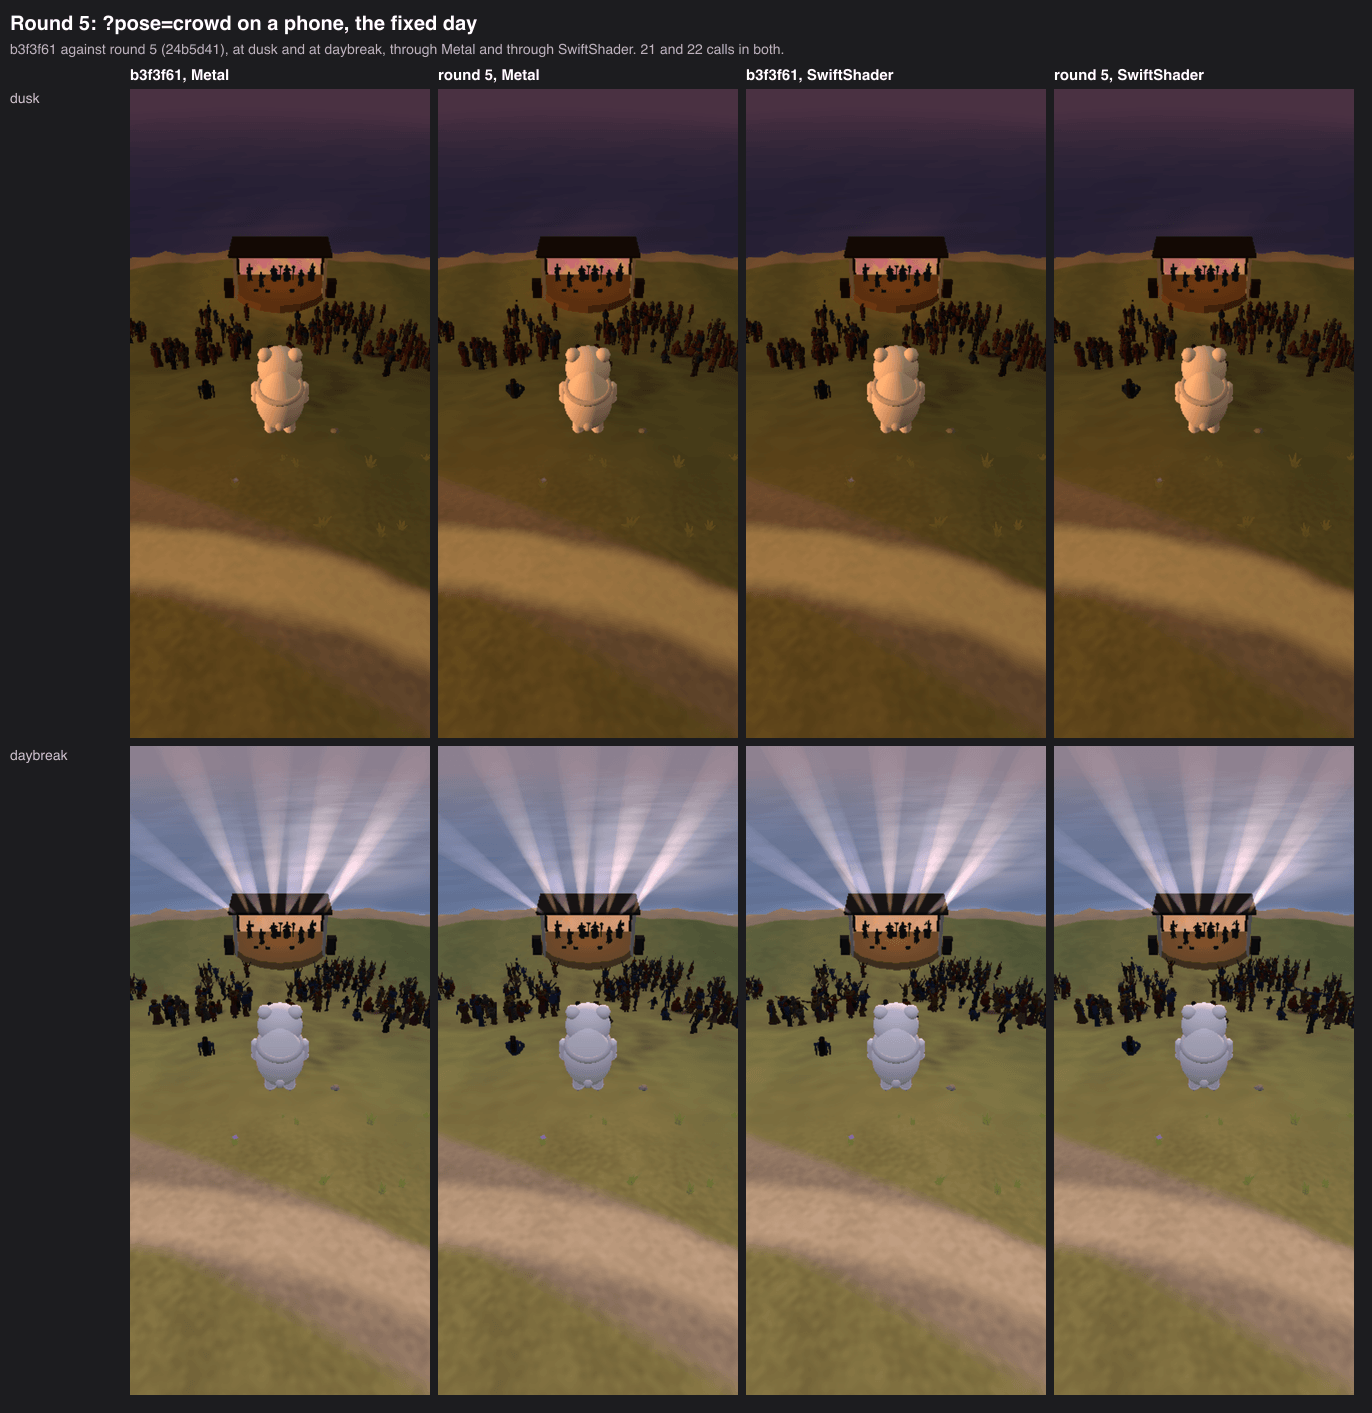 Round 5: ?pose=crowd on a phone, the fixed day
b3f3f61 against round 5 (24b5d41), at dusk and at daybreak, through Metal and through SwiftShader. 21 and 22 calls in both.
b3f3f61, Metal
round 5, Metal
b3f3f61, SwiftShader
round 5, SwiftShader
dusk
daybreak